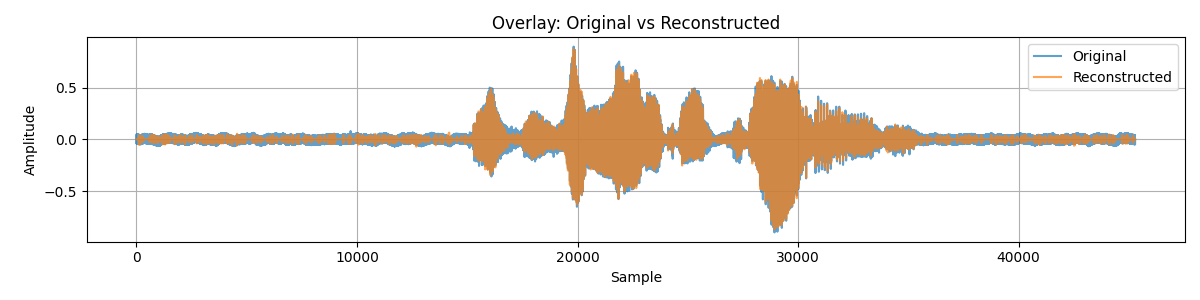 Overlay: Original vs Reconstructed
Original
Reconstructed
Amplitude
0.5
0.0
−0.5
0 10000 20000 30000 40000
Sample